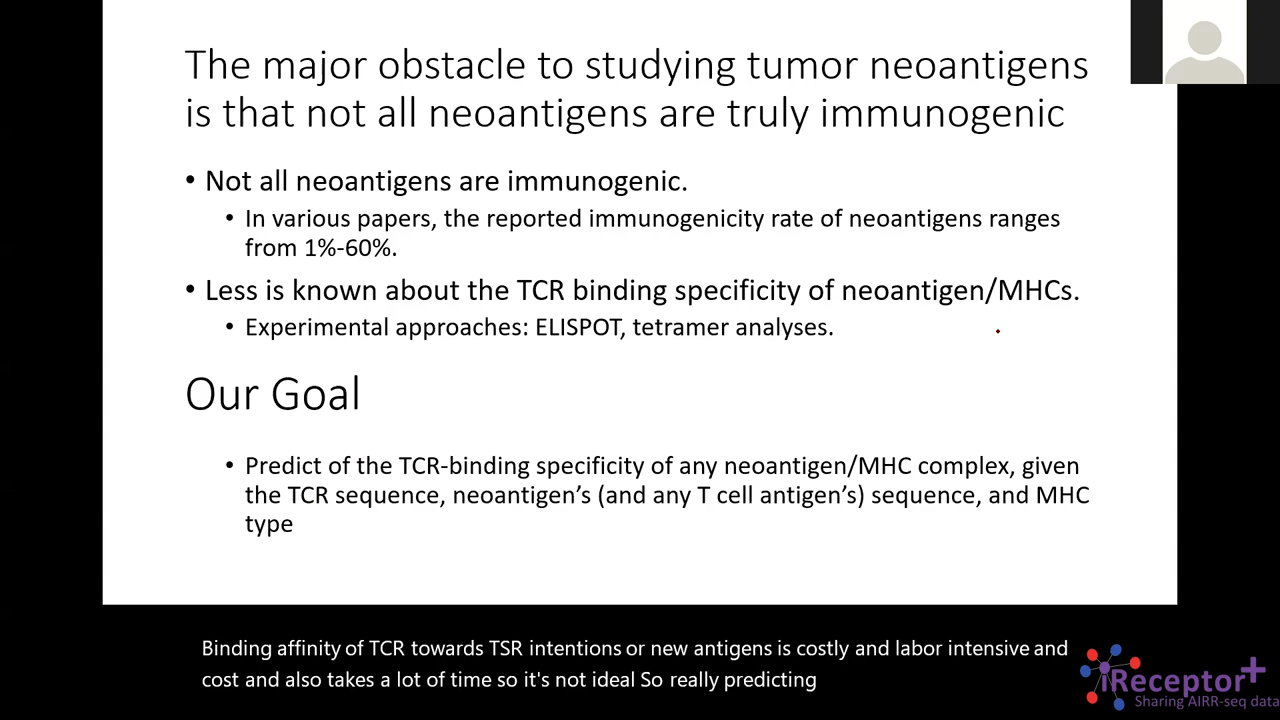 The major obstacle to studying tumor neoantigens
is that not all neoantigens are truly immunogenic
• Not all neoantigens are immunogenic.
• In various papers, the reported immunogenicity rate of neoantigens ranges
from 1%-60%.
• Less is known about the TCR binding specificity of neoantigen/MHCs.
• Experimental approaches: ELISPOT, tetramer analyses.
Our Goal
• Predict of the TCR-binding specificity of any neoantigen/MHC complex, given
the TCR sequence, neoantigen’s (and any T cell antigen’s) sequence, and MHC
type
Binding affinity of TCR towards TSR intentions or new antigens is costly and labor intensive and
cost and also takes a lot of time so it's not ideal So really predicting
iReceptor+
Sharing AIRR-seq data